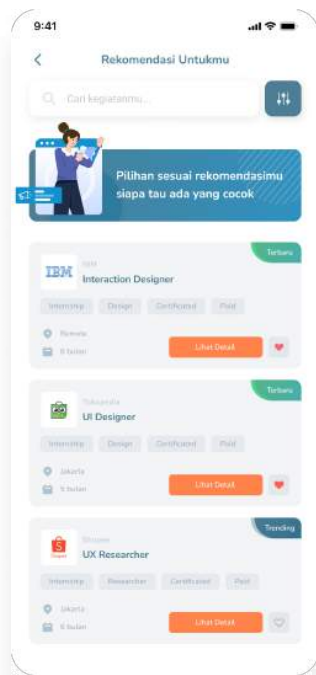 9:41
Rekomendasi Untukmu
Cari kegiatanmu...
Pilihan sesuai rekomendasimu
siapa tau ada yang cocok
Terbaru
IBM
IBM
Interaction Designer
Internship Design Certificated Paid
Remote
6 bulan
Lihat Detail
Terbaru
Tokopedia
UI Designer
Internship Design Certificated Paid
Jakarta
Lihat Detail
bulan
Trending
Shopee
Shopee
UX Researcher
Internship Researcher Certificated Paid
Jakarta
6 bulan
Lihat Detail